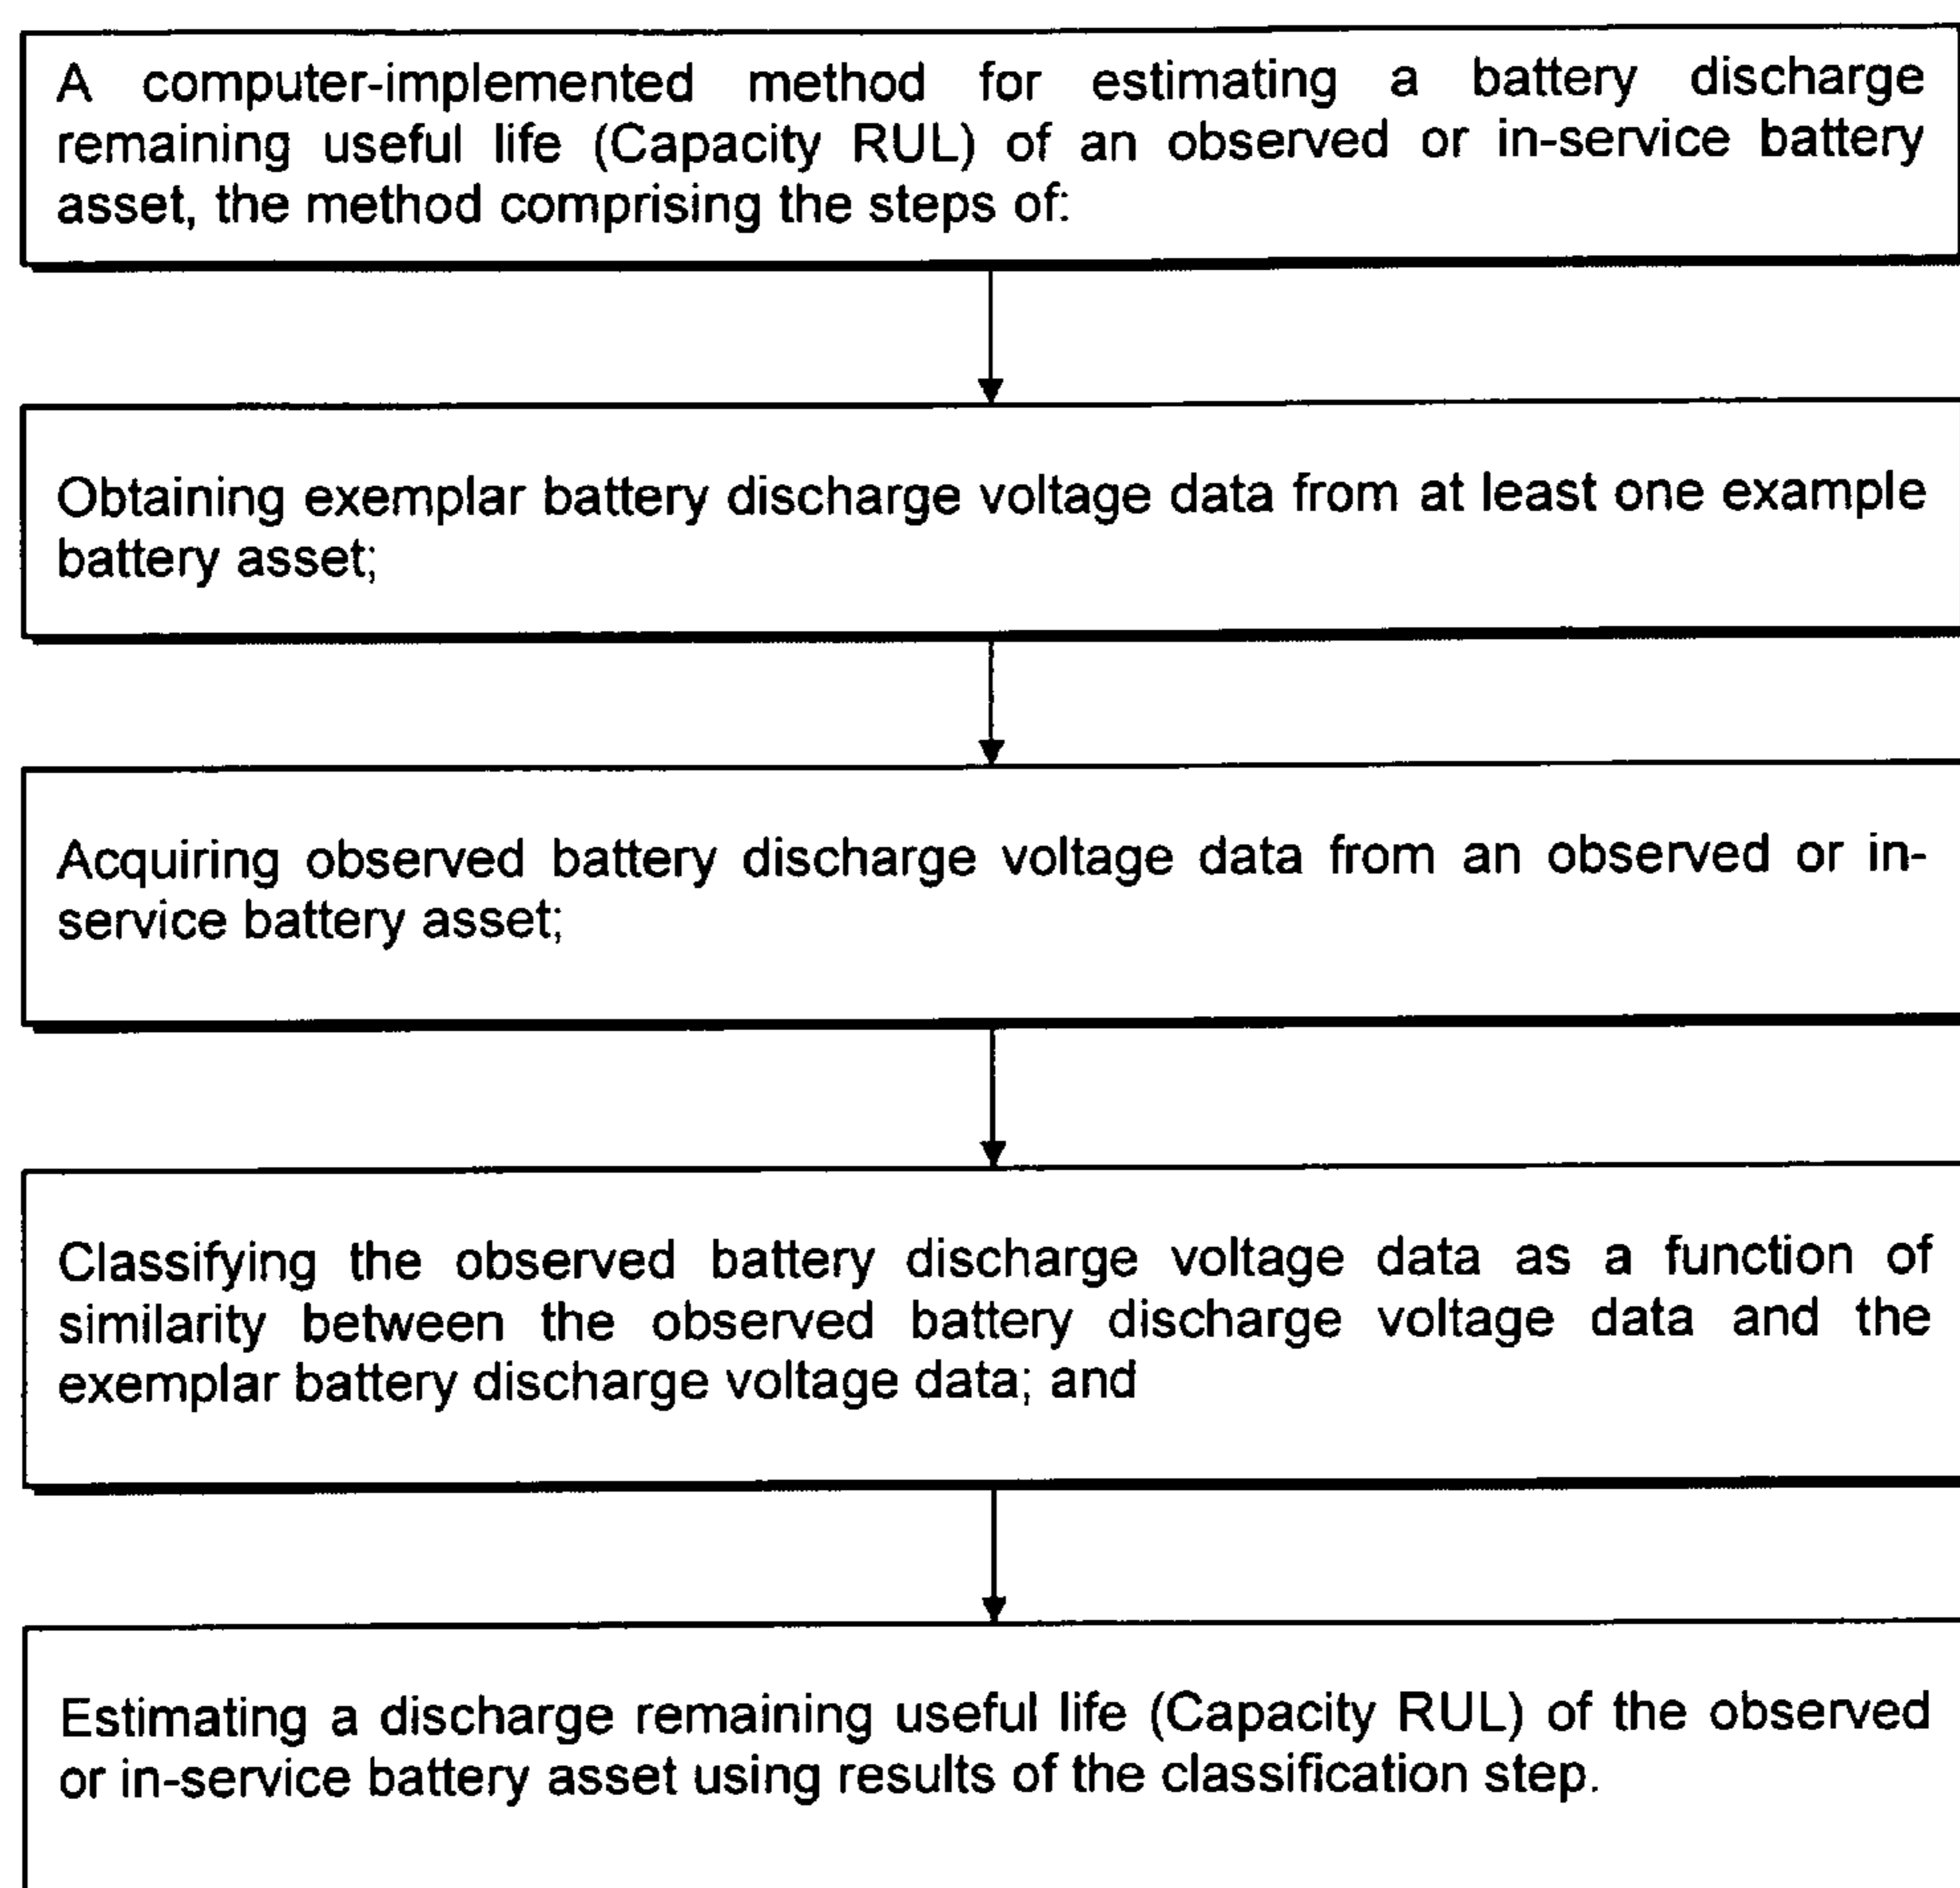 A computer-implemented method for estimating a battery discharge
remaining useful life (Capacity RUL) of an observed or in-service battery
asset, the method comprising the steps of:
Obtaining exemplar battery discharge voltage data from at least one example
battery asset;
Acquiring observed battery discharge voltage data from an observed or in-
service battery asset;
Classifying the observed battery discharge voltage data as a function of
similarity between the observed battery discharge voltage data and the
exemplar battery discharge voltage data; and
Estimating a discharge remaining useful life (Capacity RUL) of the observed
or in-service battery asset using results of the classification step.